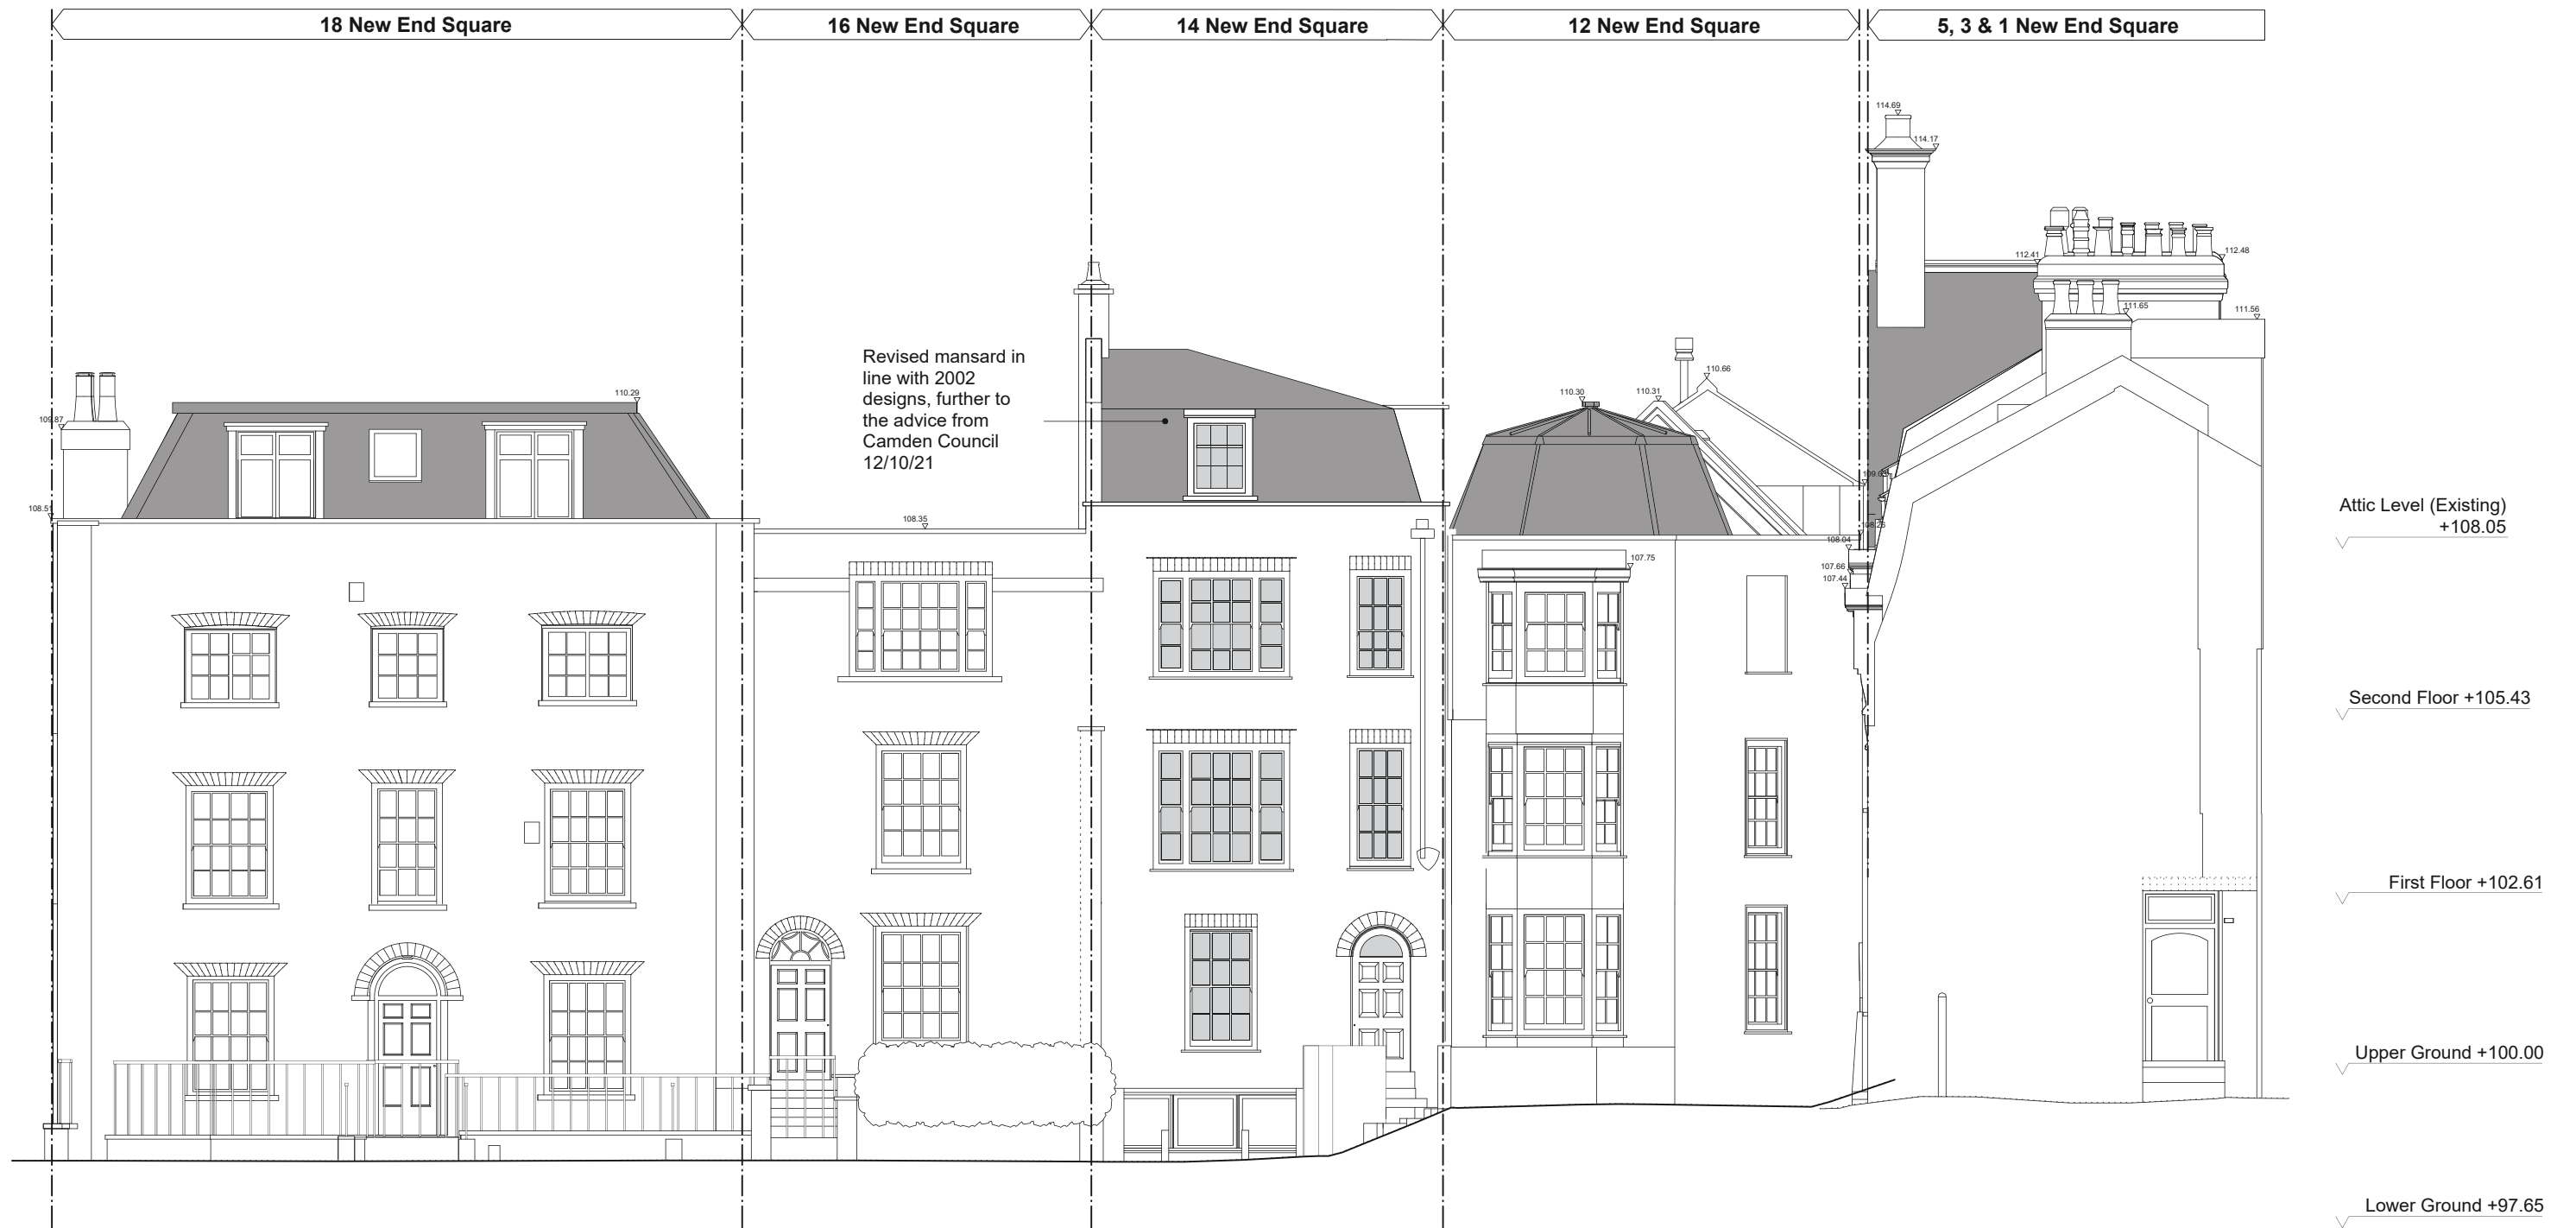 18 New End Square
16 New End Square
14 New End Square
12 New End Square
5, 3 & 1 New End Square
114.69
114.17
112.41
112.48
111.65
111.56
Revised mansard in
line with 2002
designs, further to
the advice from
Camden Council
12/10/21
110.29
109.87
110.30
110.31
110.66
108.51
108.35
108.04
107.66
107.44
107.75
Attic Level (Existing)
+108.05
Second Floor +105.43
First Floor +102.61
Upper Ground +100.00
Lower Ground +97.65